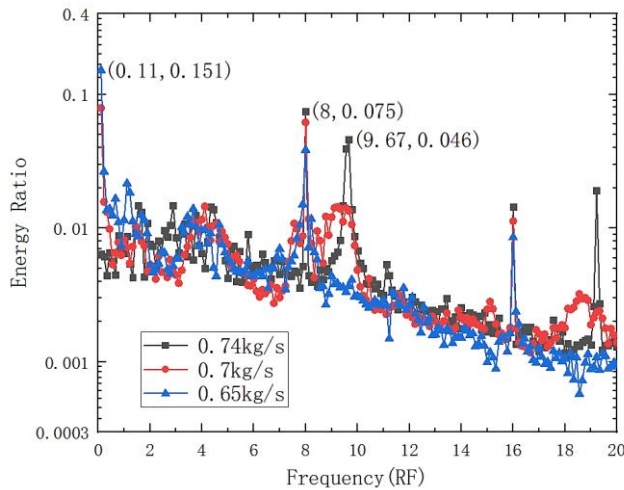 0.4
(0.11,0.151)
0.1
(8,0.075)
(9.67,0.046)
Energy Ratio
0.01
0.001
0.0003
0.74kg/s
0.7kg/s
0.65kg/s
0 2 4 6 8 10 12 14 16 18 20
Frequency(RF)